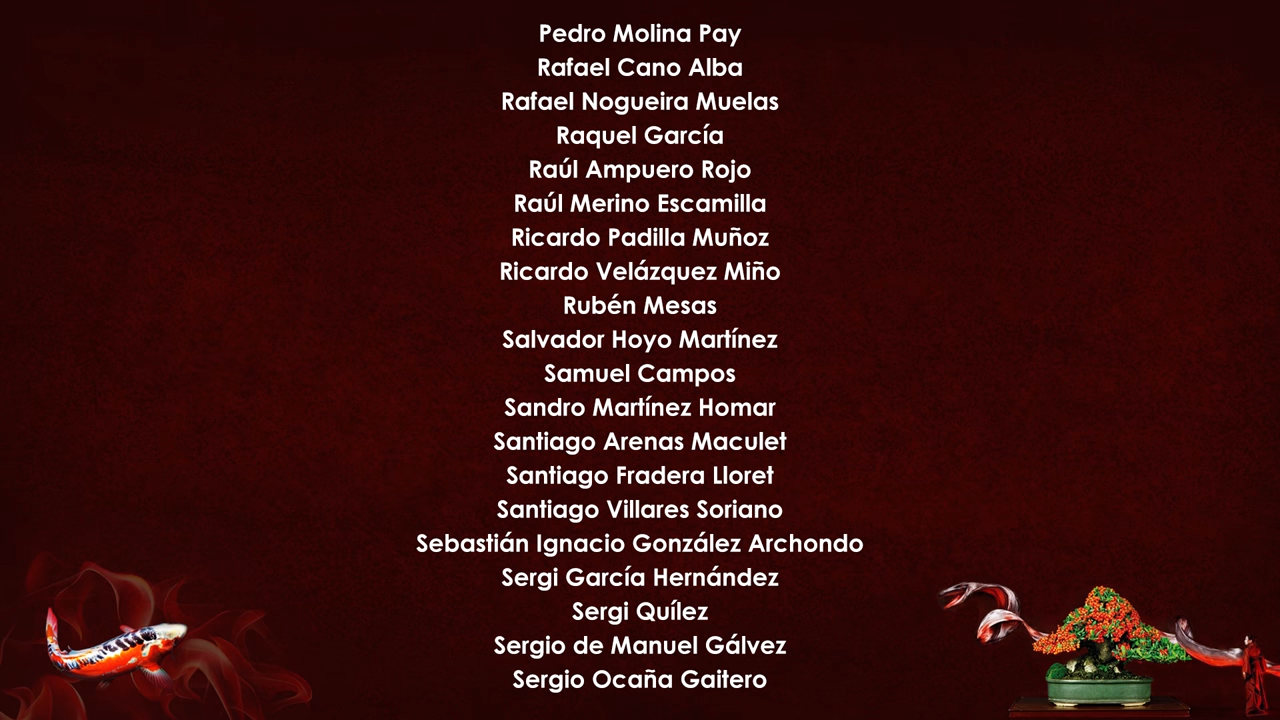 Pedro Molina Pay
Rafael Cano Alba
Rafael Nogueira Muelas
Raquel García
Raúl Ampuero Rojo
Raúl Merino Escamilla
Ricardo Padilla Muñoz
Ricardo Velázquez Miño
Rubén Mesas
Salvador Hoyo Martínez
Samuel Campos
Sandro Martínez Homar
Santiago Arenas Maculet
Santiago Fradera Lloret
Santiago Villares Soriano
Sebastián Ignacio González Archondo
Sergi García Hernández
Sergi Quílez
Sergio de Manuel Gálvez
Sergio Ocaña Gaitero